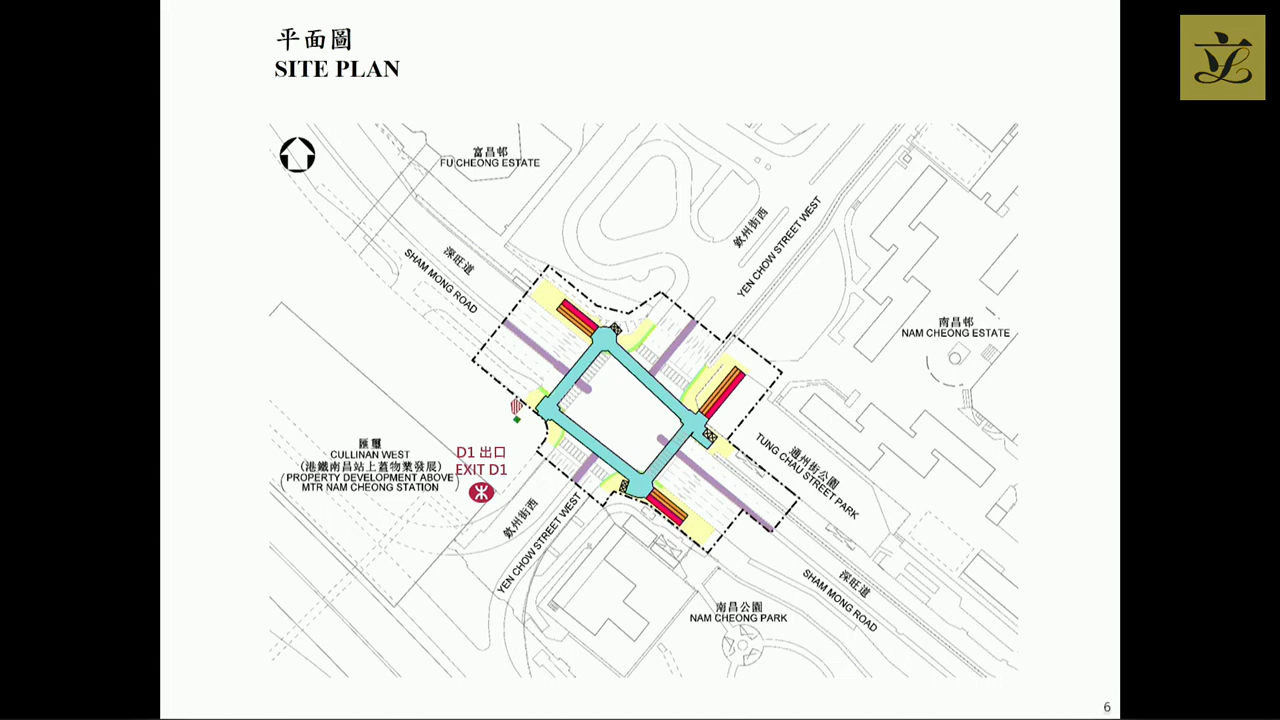 平面圖
SITE PLAN
立
富昌邨
FU CHEONG ESTATE
深旺道
SHAM MONG ROAD
欽州街西
YEN CHOW STREET WEST
南昌邨
NAM CHEONG ESTATE
匯璽
CULLINAN WEST
(港鐵南昌站上蓋物業發展)
(PROPERTY DEVELOPMENT ABOVE
MTR NAM CHEONG STATION)
D1 出口
EXIT D1
通州街公園
TUNG CHAU STREET PARK
欽州街西
YEN CHOW STREET WEST
深旺道
SHAM MONG ROAD
南昌公園
NAM CHEONG PARK
6